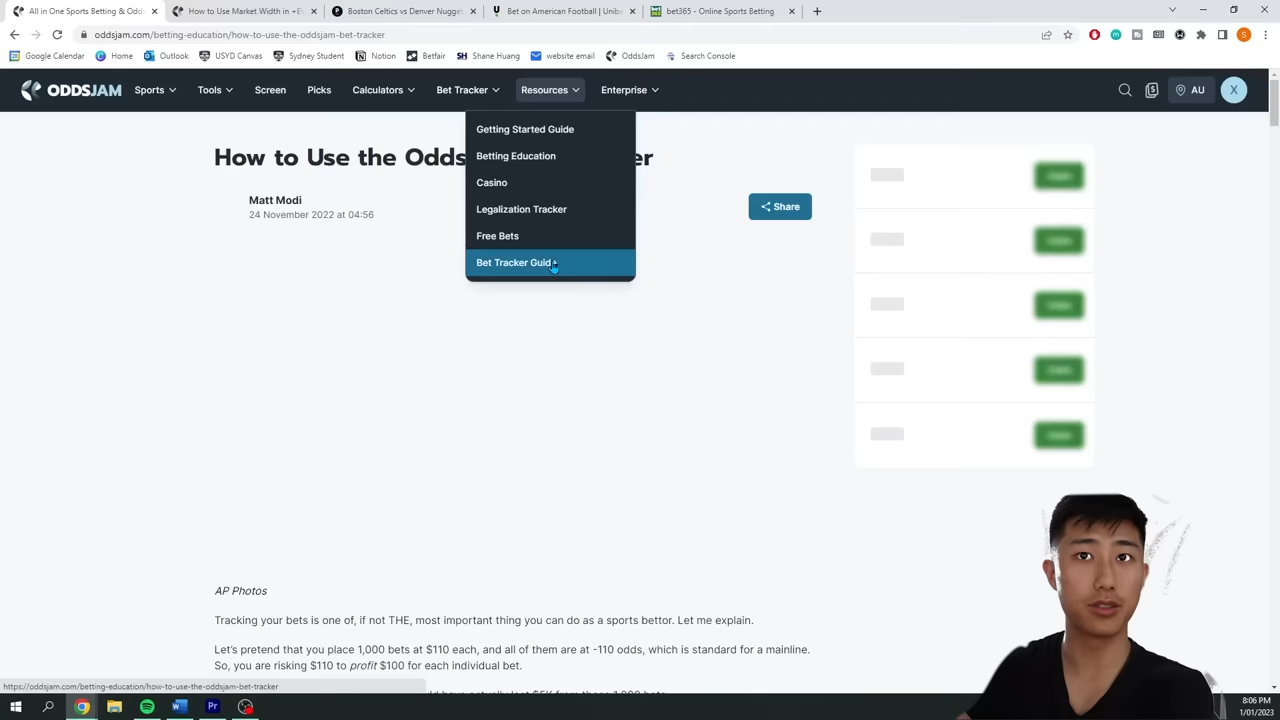 All in One Sports Betting & Odd
How to Use Market Width in +E
Boston Celtics vs Denver Nugge
Bet on American Football | Unib
bet365 - Online Sports Betting
oddsjam.com/betting-education/how-to-use-the-oddsjam-bet-tracker
Google Calendar
Home
Outlook
USYD Canvas
Sydney Student
Notion
Betfair
Shane Huang
website email
OddsJam
Search Console
ODDSJAM
Sports
Tools
Screen
Picks
Calculators
Bet Tracker
Resources
Enterprise
AU
X
Getting Started Guide
Betting Education
Casino
Legalization Tracker
Free Bets
Bet Tracker Guide
How to Use the Odds er
Matt Modi
24 November 2022 at 04:56
Share
AP Photos
Tracking your bets is one of, if not THE, most important thing you can do as a sports bettor. Let me explain.
Let's pretend that you place 1,000 bets at $110 each, and all of them are at -110 odds, which is standard for a mainline.
So, you are risking $110 to profit $100 for each individual bet.
https://oddsjam.com/betting-education/how-to-use-the-oddsjam-bet-tracker
8:06 PM
1/01/2023